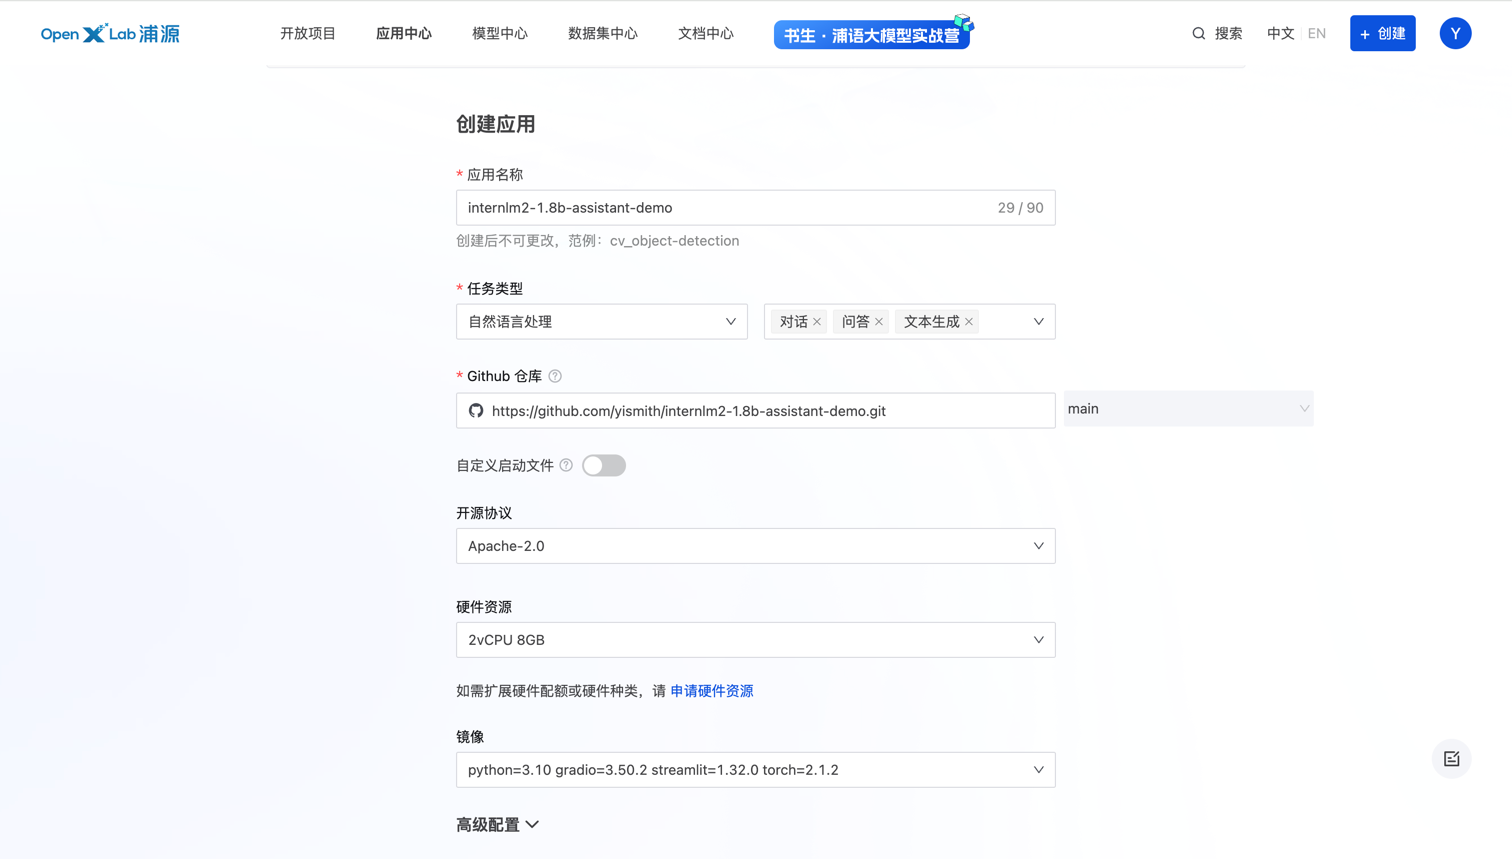 OpenXLab浦源
开放项目
应用中心
模型中心
数据集中心
文档中心
书生·浦语大模型实战营
搜索
中文 EN
+ 创建
Y
创建应用
* 应用名称
internlm2-1.8b-assistant-demo 29 / 90
创建后不可更改，范例：cv_object-detection
* 任务类型
自然语言处理
对话 × 问答 × 文本生成 ×
* Github 仓库 ?
https://github.com/yismith/internlm2-1.8b-assistant-demo.git
main
自定义启动文件 ?
开源协议
Apache-2.0
硬件资源
2vCPU 8GB
如需扩展硬件配额或硬件种类，请 申请硬件资源
镜像
python=3.10 gradio=3.50.2 streamlit=1.32.0 torch=2.1.2
高级配置